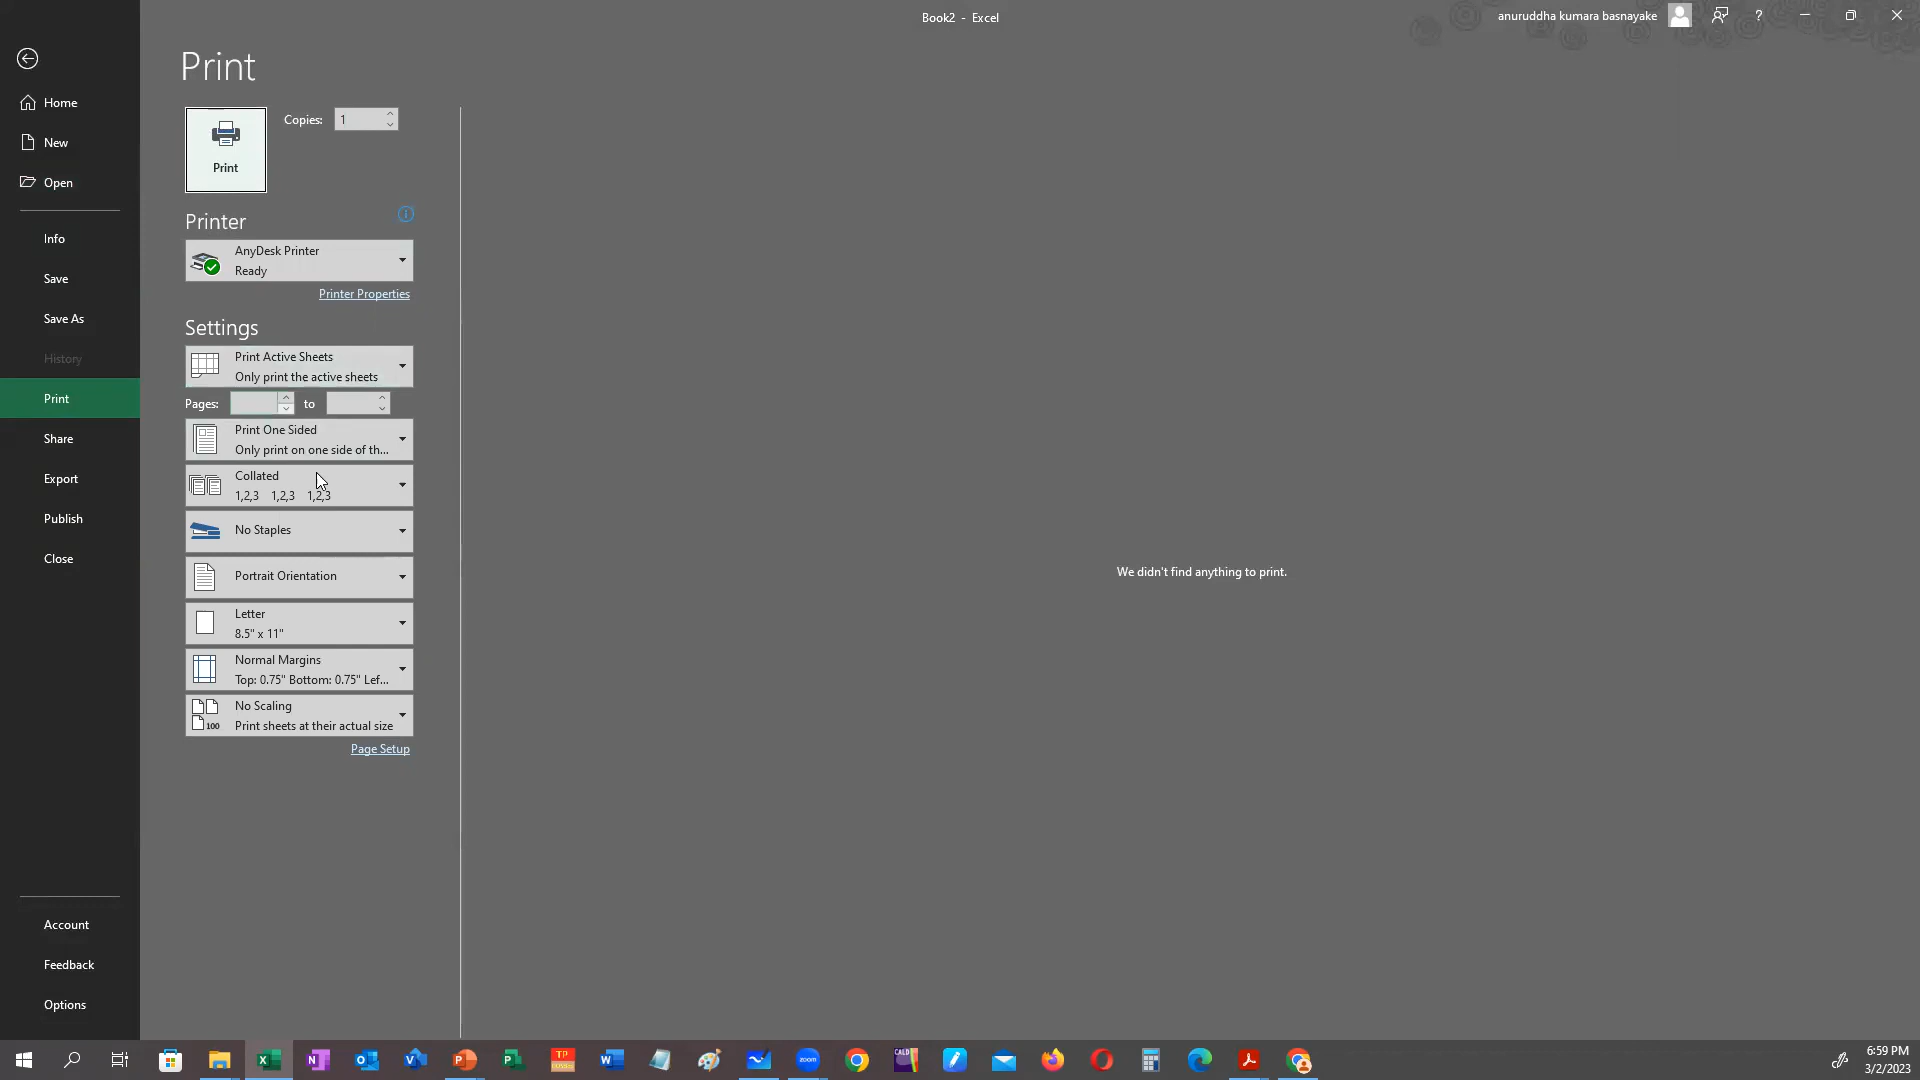 Book2 - Excel
anuruddha kumara basnayake
?
Print
Home
New
Open
Info
Save
Save As
History
Print
Share
Export
Publish
Close
Account
Feedback
Options
Print
Copies: 1
Printer
AnyDesk Printer
Ready
Printer Properties
Settings
Print Active Sheets
Only print the active sheets
Pages: to
Print One Sided
Only print on one side of th...
Collated
1,2,3 1,2,3 1,2,3
No Staples
Portrait Orientation
Letter
8.5" x 11"
Normal Margins
Top: 0.75" Bottom: 0.75" Lef...
No Scaling
100
Print sheets at their actual size
Page Setup
We didn't find anything to print.
zoom
CALD
TP
6:59 PM
3/2/2023